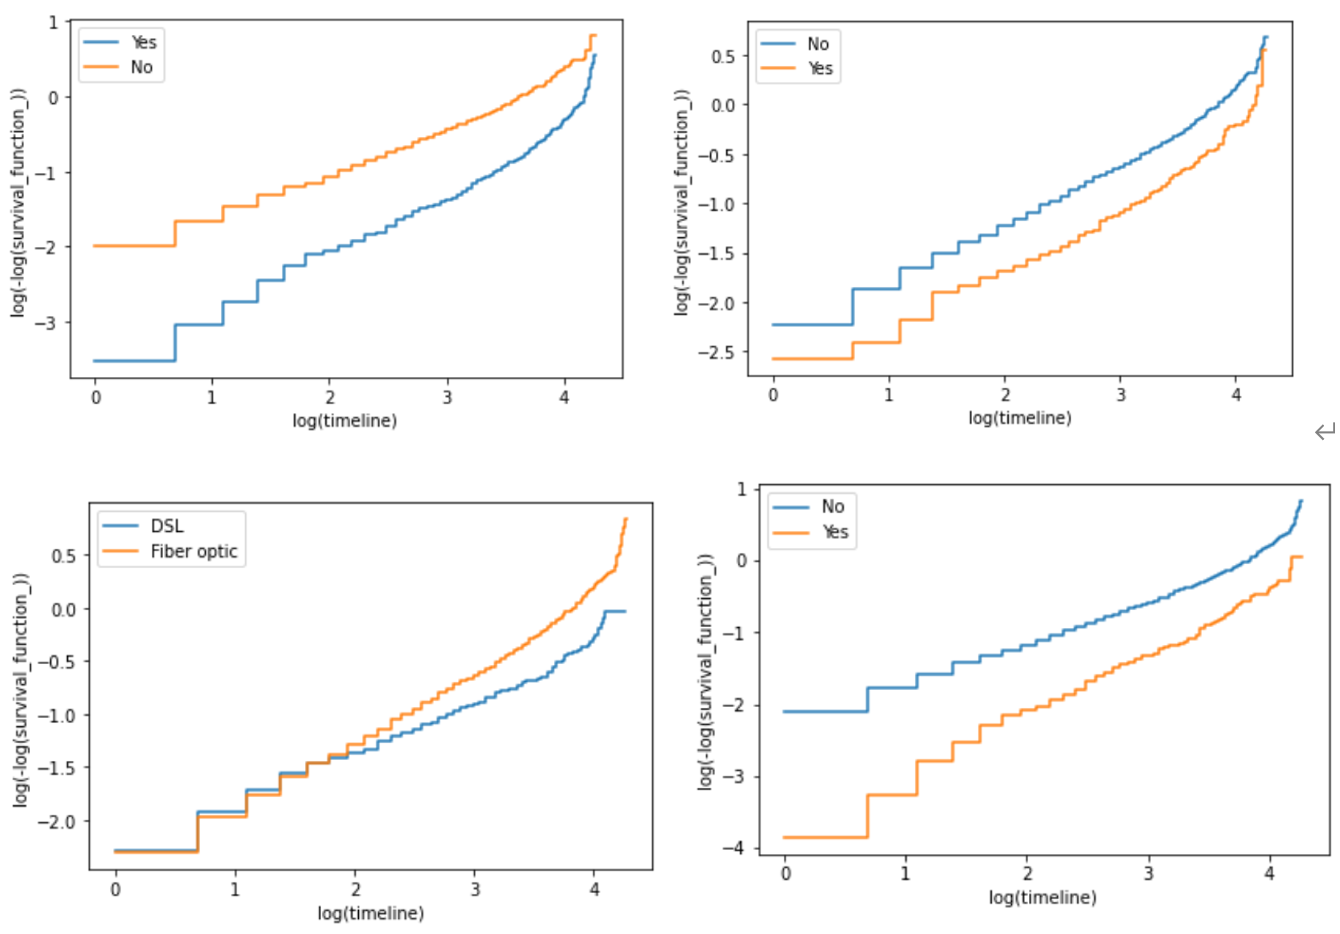 1
0
−1
−2
−3
0 1 2 3 4
log(-log(survival_function_))
log(timeline)
Yes
No
0.5
0.0
−0.5
−1.0
−1.5
−2.0
−2.5
0 1 2 3 4
log(-log(survival_function_))
log(timeline)
No
Yes
0.5
0.0
−0.5
−1.0
−1.5
−2.0
0 1 2 3 4
log(-log(survival_function_))
log(timeline)
DSL
Fiber optic
1
0
−1
−2
−3
−4
0 1 2 3 4
log(-log(survival_function_))
log(timeline)
No
Yes